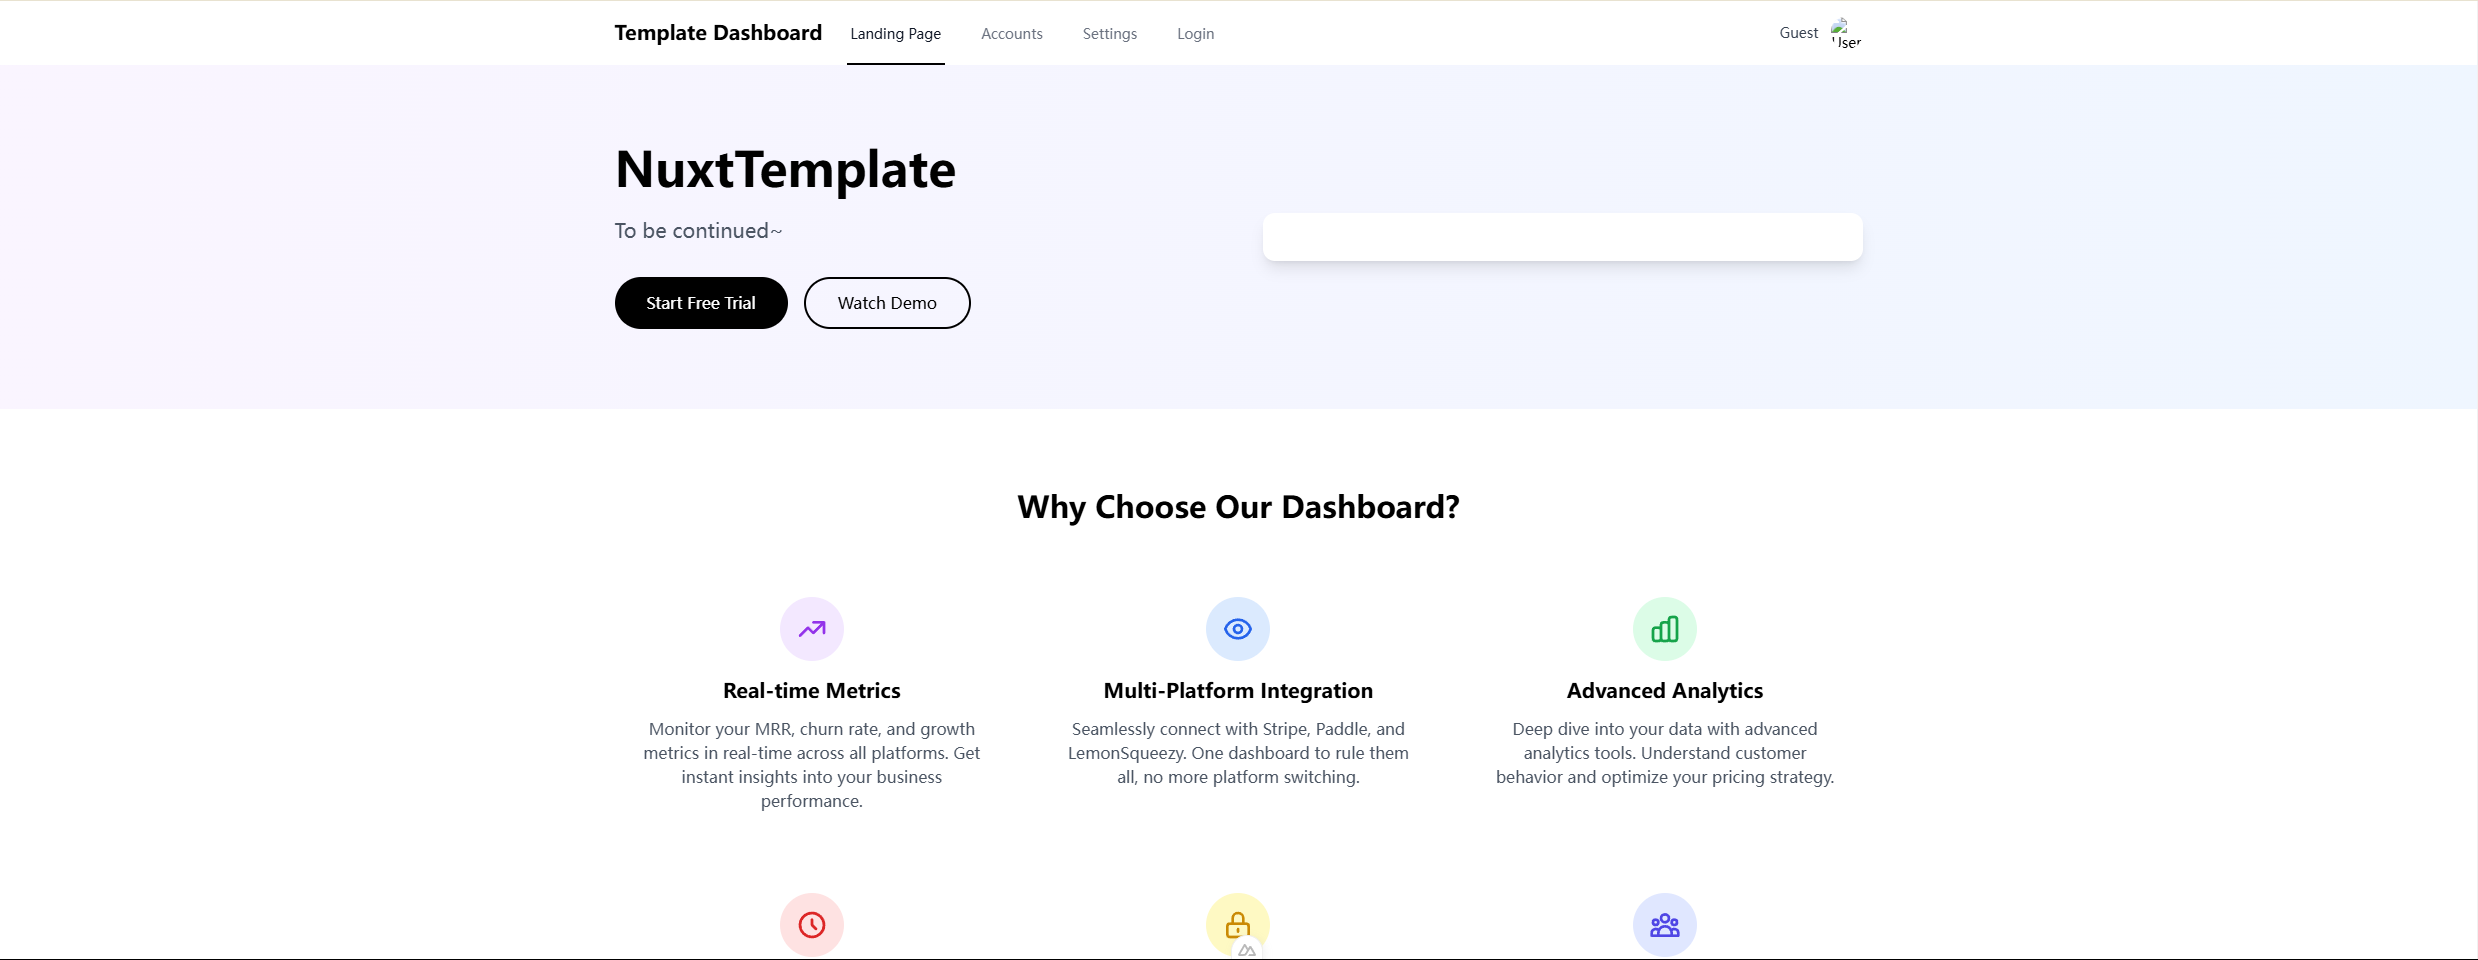 Template Dashboard
Landing Page
Accounts
Settings
Login
Guest
User
NuxtTemplate
To be continued~
Start Free Trial
Watch Demo
Why Choose Our Dashboard?
Real-time Metrics
Monitor your MRR, churn rate, and growth
metrics in real-time across all platforms. Get
instant insights into your business
performance.
Multi-Platform Integration
Seamlessly connect with Stripe, Paddle, and
LemonSqueezy. One dashboard to rule them
all, no more platform switching.
Advanced Analytics
Deep dive into your data with advanced
analytics tools. Understand customer
behavior and optimize your pricing strategy.